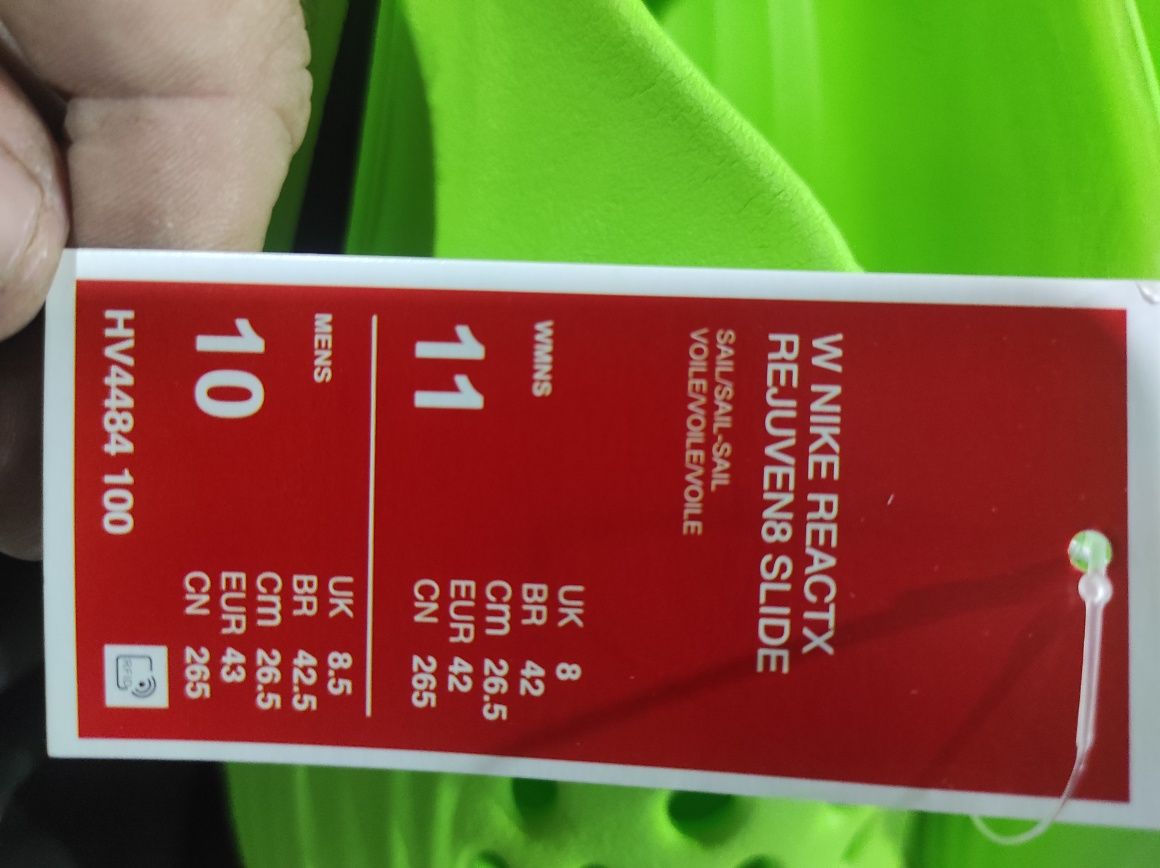 W NIKE REACTX
REJUVEN8 SLIDE
SAIL/SAIL-SAIL
VOILE/VOILE/VOILE
WMNS
11
UK 8
BR 42
Cm 26.5
EUR 42
CN 265
MENS
10
UK 8.5
BR 42.5
Cm 26.5
EUR 43
CN 265
HV4484 100
RFID